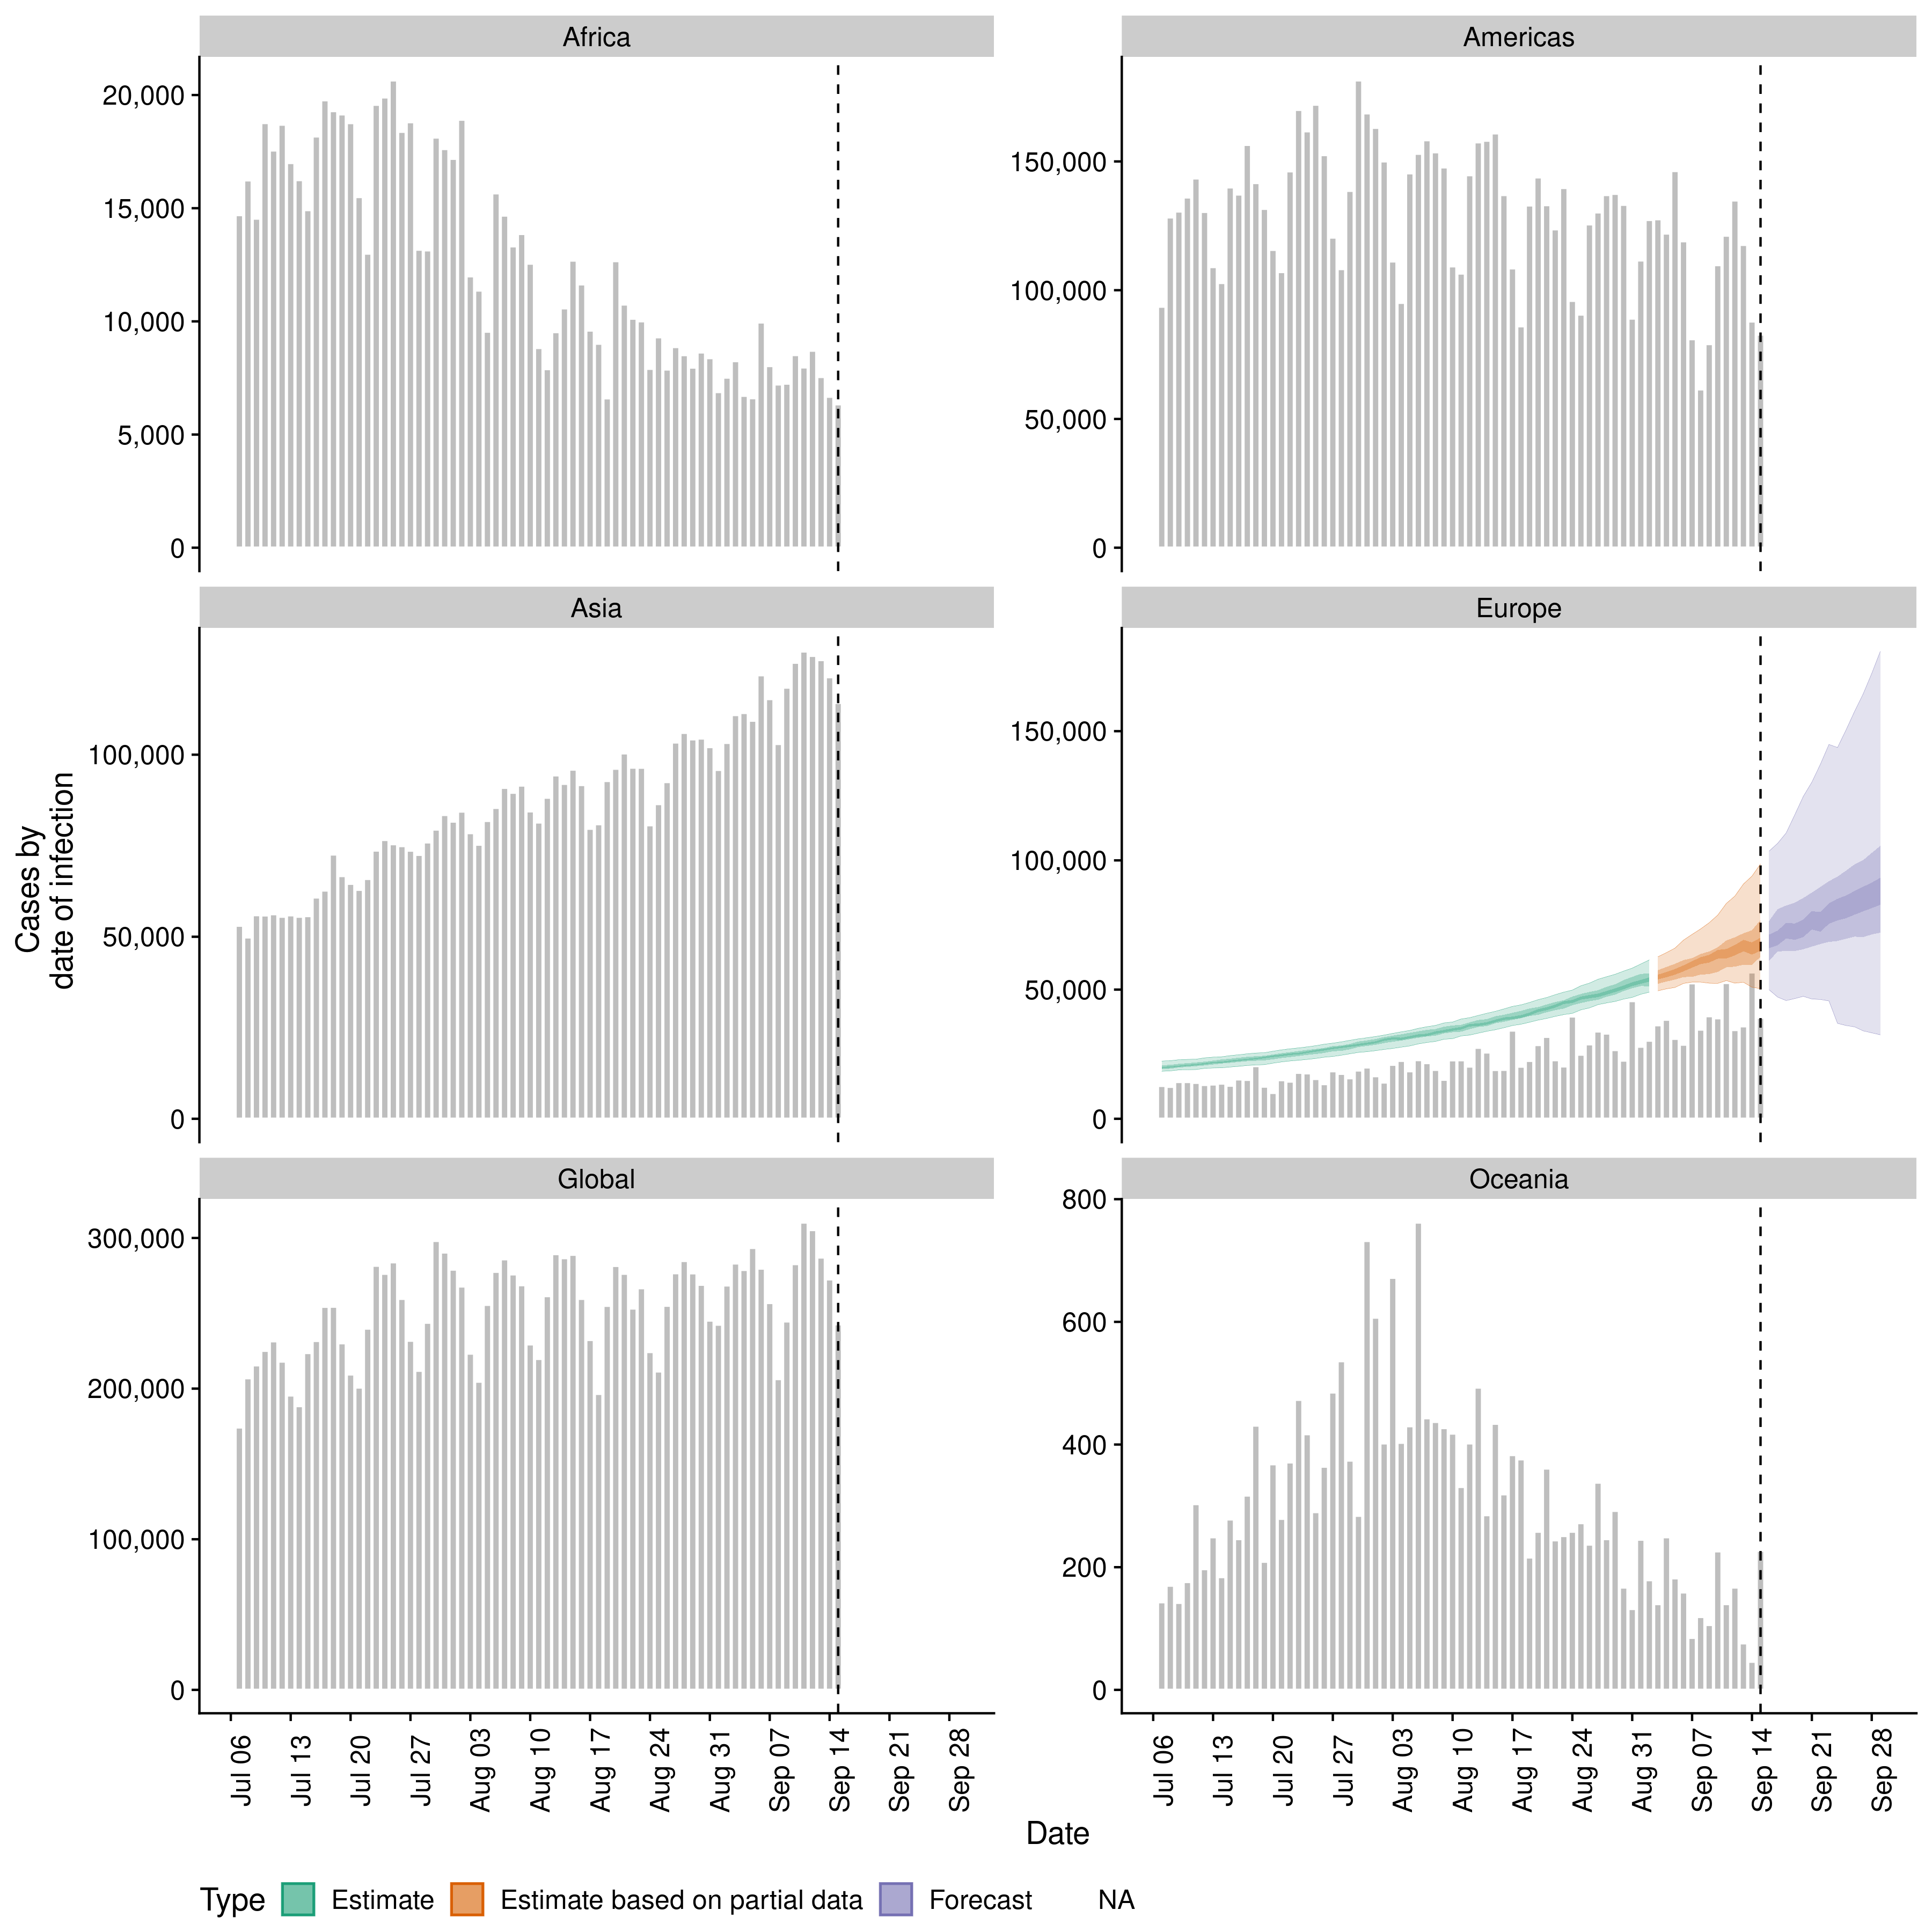 Africa
Americas
20,000
15,000
10,000
5,000
0
150,000
100,000
50,000
0
Asia
Europe
100,000
50,000
0
150,000
100,000
50,000
0
Cases by
date of infection
Global
Oceania
300,000
200,000
100,000
0
800
600
400
200
0
Jul 06
Jul 13
Jul 20
Jul 27
Aug 03
Aug 10
Aug 17
Aug 24
Aug 31
Sep 07
Sep 14
Sep 21
Sep 28
Jul 06
Jul 13
Jul 20
Jul 27
Aug 03
Aug 10
Aug 17
Aug 24
Aug 31
Sep 07
Sep 14
Sep 21
Sep 28
Date
Type Estimate Estimate based on partial data Forecast NA